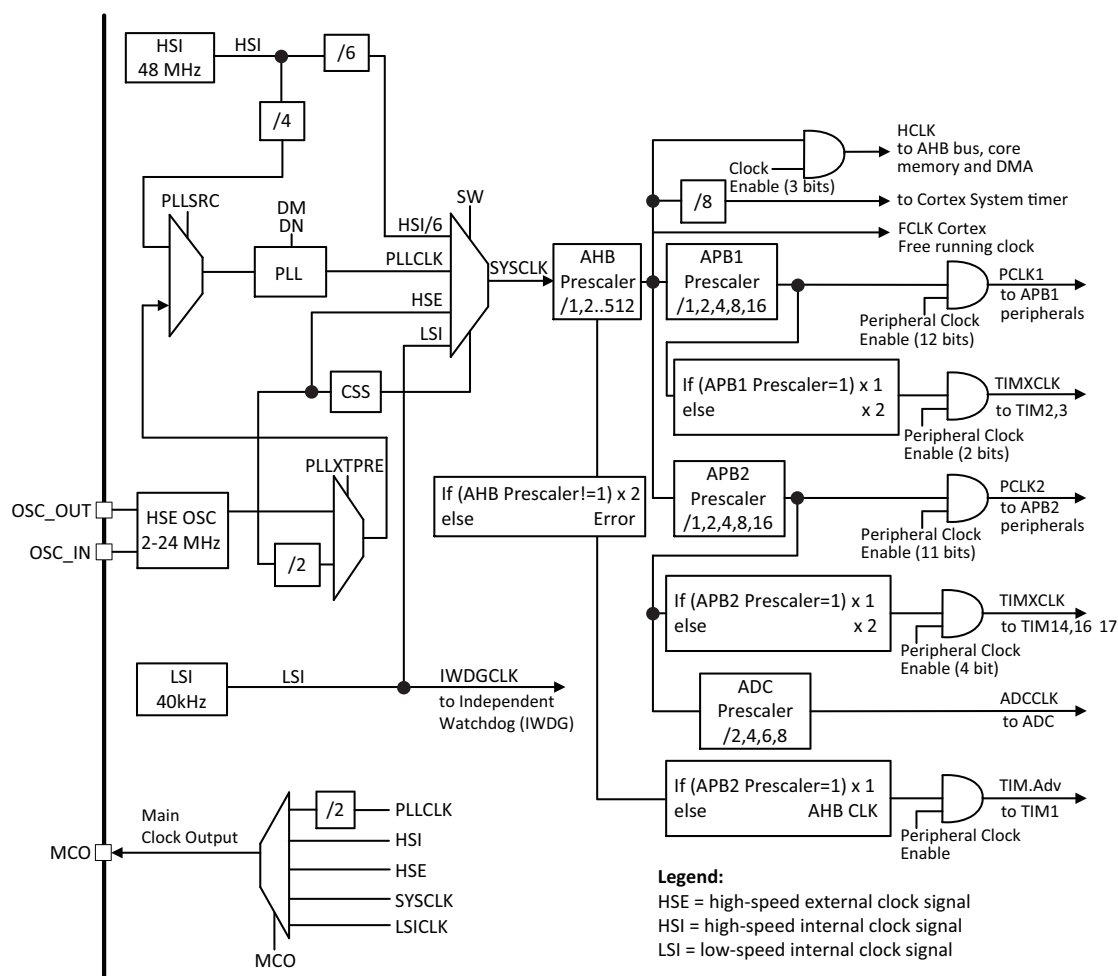 HSI
48 MHz
HSI
/6
/4
PLLSRC
DM
DN
PLL
HSI/6
PLLCLK
HSE
LSI
SW
SYSCLK
CSS
AHB
Prescaler
/1,2..512
Clock
Enable (3 bits)
HCLK
to AHB bus, core
memory and DMA
/8
to Cortex System timer
FCLK Cortex
Free running clock
APB1
Prescaler
/1,2,4,8,16
Peripheral Clock
Enable (12 bits)
PCLK1
to APB1
peripherals
If (APB1 Prescaler=1) x 1
else x 2
Peripheral Clock
Enable (2 bits)
TIMXCLK
to TIM2,3
PLLXTPRE
OSC_OUT
OSC_IN
HSE OSC
2-24 MHz
/2
If (AHB Prescaler!=1) x 2
else Error
APB2
Prescaler
/1,2,4,8,16
Peripheral Clock
Enable (11 bits)
PCLK2
to APB2
peripherals
If (APB2 Prescaler=1) x 1
else x 2
Peripheral Clock
Enable (4 bit)
TIMXCLK
to TIM14,16 17
LSI
40kHz
LSI
IWDGCLK
to Independent
Watchdog (IWDG)
ADC
Prescaler
/2,4,6,8
ADCCLK
to ADC
If (APB2 Prescaler=1) x 1
else AHB CLK
Peripheral Clock
Enable
TIM.Adv
to TIM1
MCO
Main
Clock Output
/2
PLLCLK
HSI
HSE
SYSCLK
LSICLK
MCO
Legend:
HSE = high-speed external clock signal
HSI = high-speed internal clock signal
LSI = low-speed internal clock signal